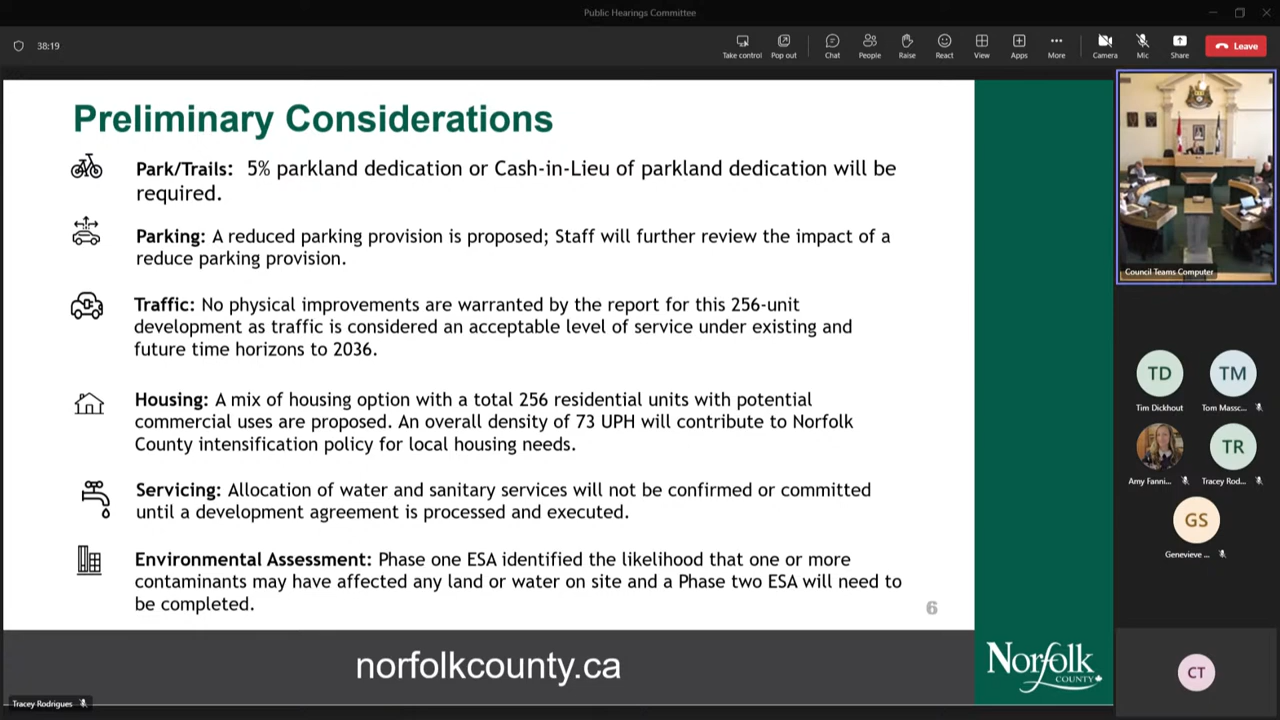 Public Hearings Committee
38:19
Take control
Pop out
Chat
People
Raise
React
View
Apps
More
Camera
Mic
Share
Leave
Preliminary Considerations
Park/Trails: 5% parkland dedication or Cash-in-Lieu of parkland dedication will be
required.
Parking: A reduced parking provision is proposed; Staff will further review the impact of a
reduce parking provision.
Traffic: No physical improvements are warranted by the report for this 256-unit
development as traffic is considered an acceptable level of service under existing and
future time horizons to 2036.
Housing: A mix of housing option with a total 256 residential units with potential
commercial uses are proposed. An overall density of 73 UPH will contribute to Norfolk
County intensification policy for local housing needs.
Servicing: Allocation of water and sanitary services will not be confirmed or committed
until a development agreement is processed and executed.
Environmental Assessment: Phase one ESA identified the likelihood that one or more
contaminants may have affected any land or water on site and a Phase two ESA will need to
be completed.
6
norfolkcounty.ca
Norfolk
COUNTY
Tracey Rodrigues
Council Teams Computer
TD
TM
Tim Dickhout
Tom Massc...
TR
Amy Fanni...
Tracey Rod...
GS
Genevieve ...
CT